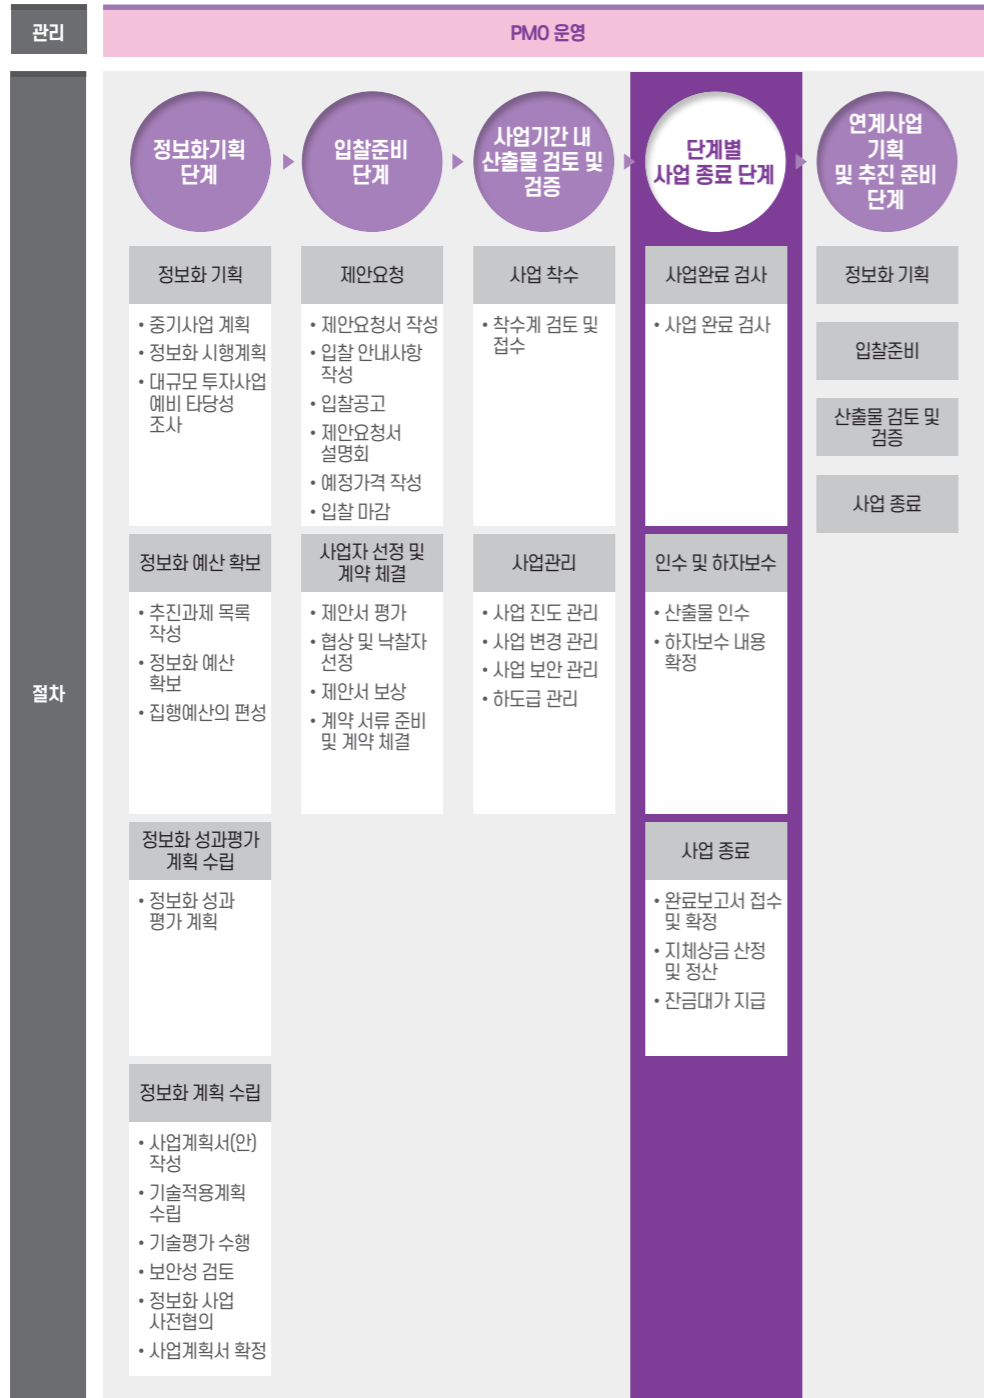 관리
PMO 운영
절차
정보화기획
단계
입찰준비
단계
사업기간 내
산출물 검토 및
검증
단계별
사업 종료 단계
연계사업
기획
및 추진 준비
단계
정보화 기획
• 중기사업 계획
• 정보화 시행계획
• 대규모 투자사업
예비 타당성
조사
정보화 예산 확보
• 추진과제 목록
작성
• 정보화 예산
확보
• 집행예산의 편성
정보화 성과평가
계획 수립
• 정보화 성과
평가 계획
정보화 계획 수립
• 사업계획서(안)
작성
• 기술적용계획
수립
• 기술평가 수행
• 보안성 검토
• 정보화 사업
사전협의
• 사업계획서 확정
제안요청
• 제안요청서 작성
• 입찰 안내사항
작성
• 입찰공고
• 제안요청서
설명회
• 예정가격 작성
• 입찰 마감
사업자 선정 및
계약 체결
• 제안서 평가
• 협상 및 낙찰자
선정
• 제안서 보상
• 계약 서류 준비
및 계약 체결
사업 착수
• 착수계 검토 및
접수
사업관리
• 사업 진도 관리
• 사업 변경 관리
• 사업 보안 관리
• 하도급 관리
사업완료 검사
• 사업 완료 검사
인수 및 하자보수
• 산출물 인수
• 하자보수 내용
확정
사업 종료
• 완료보고서 접수
및 확정
• 지체상금 산정
및 정산
• 잔금대가 지급
정보화 기획
입찰준비
산출물 검토 및
검증
사업 종료